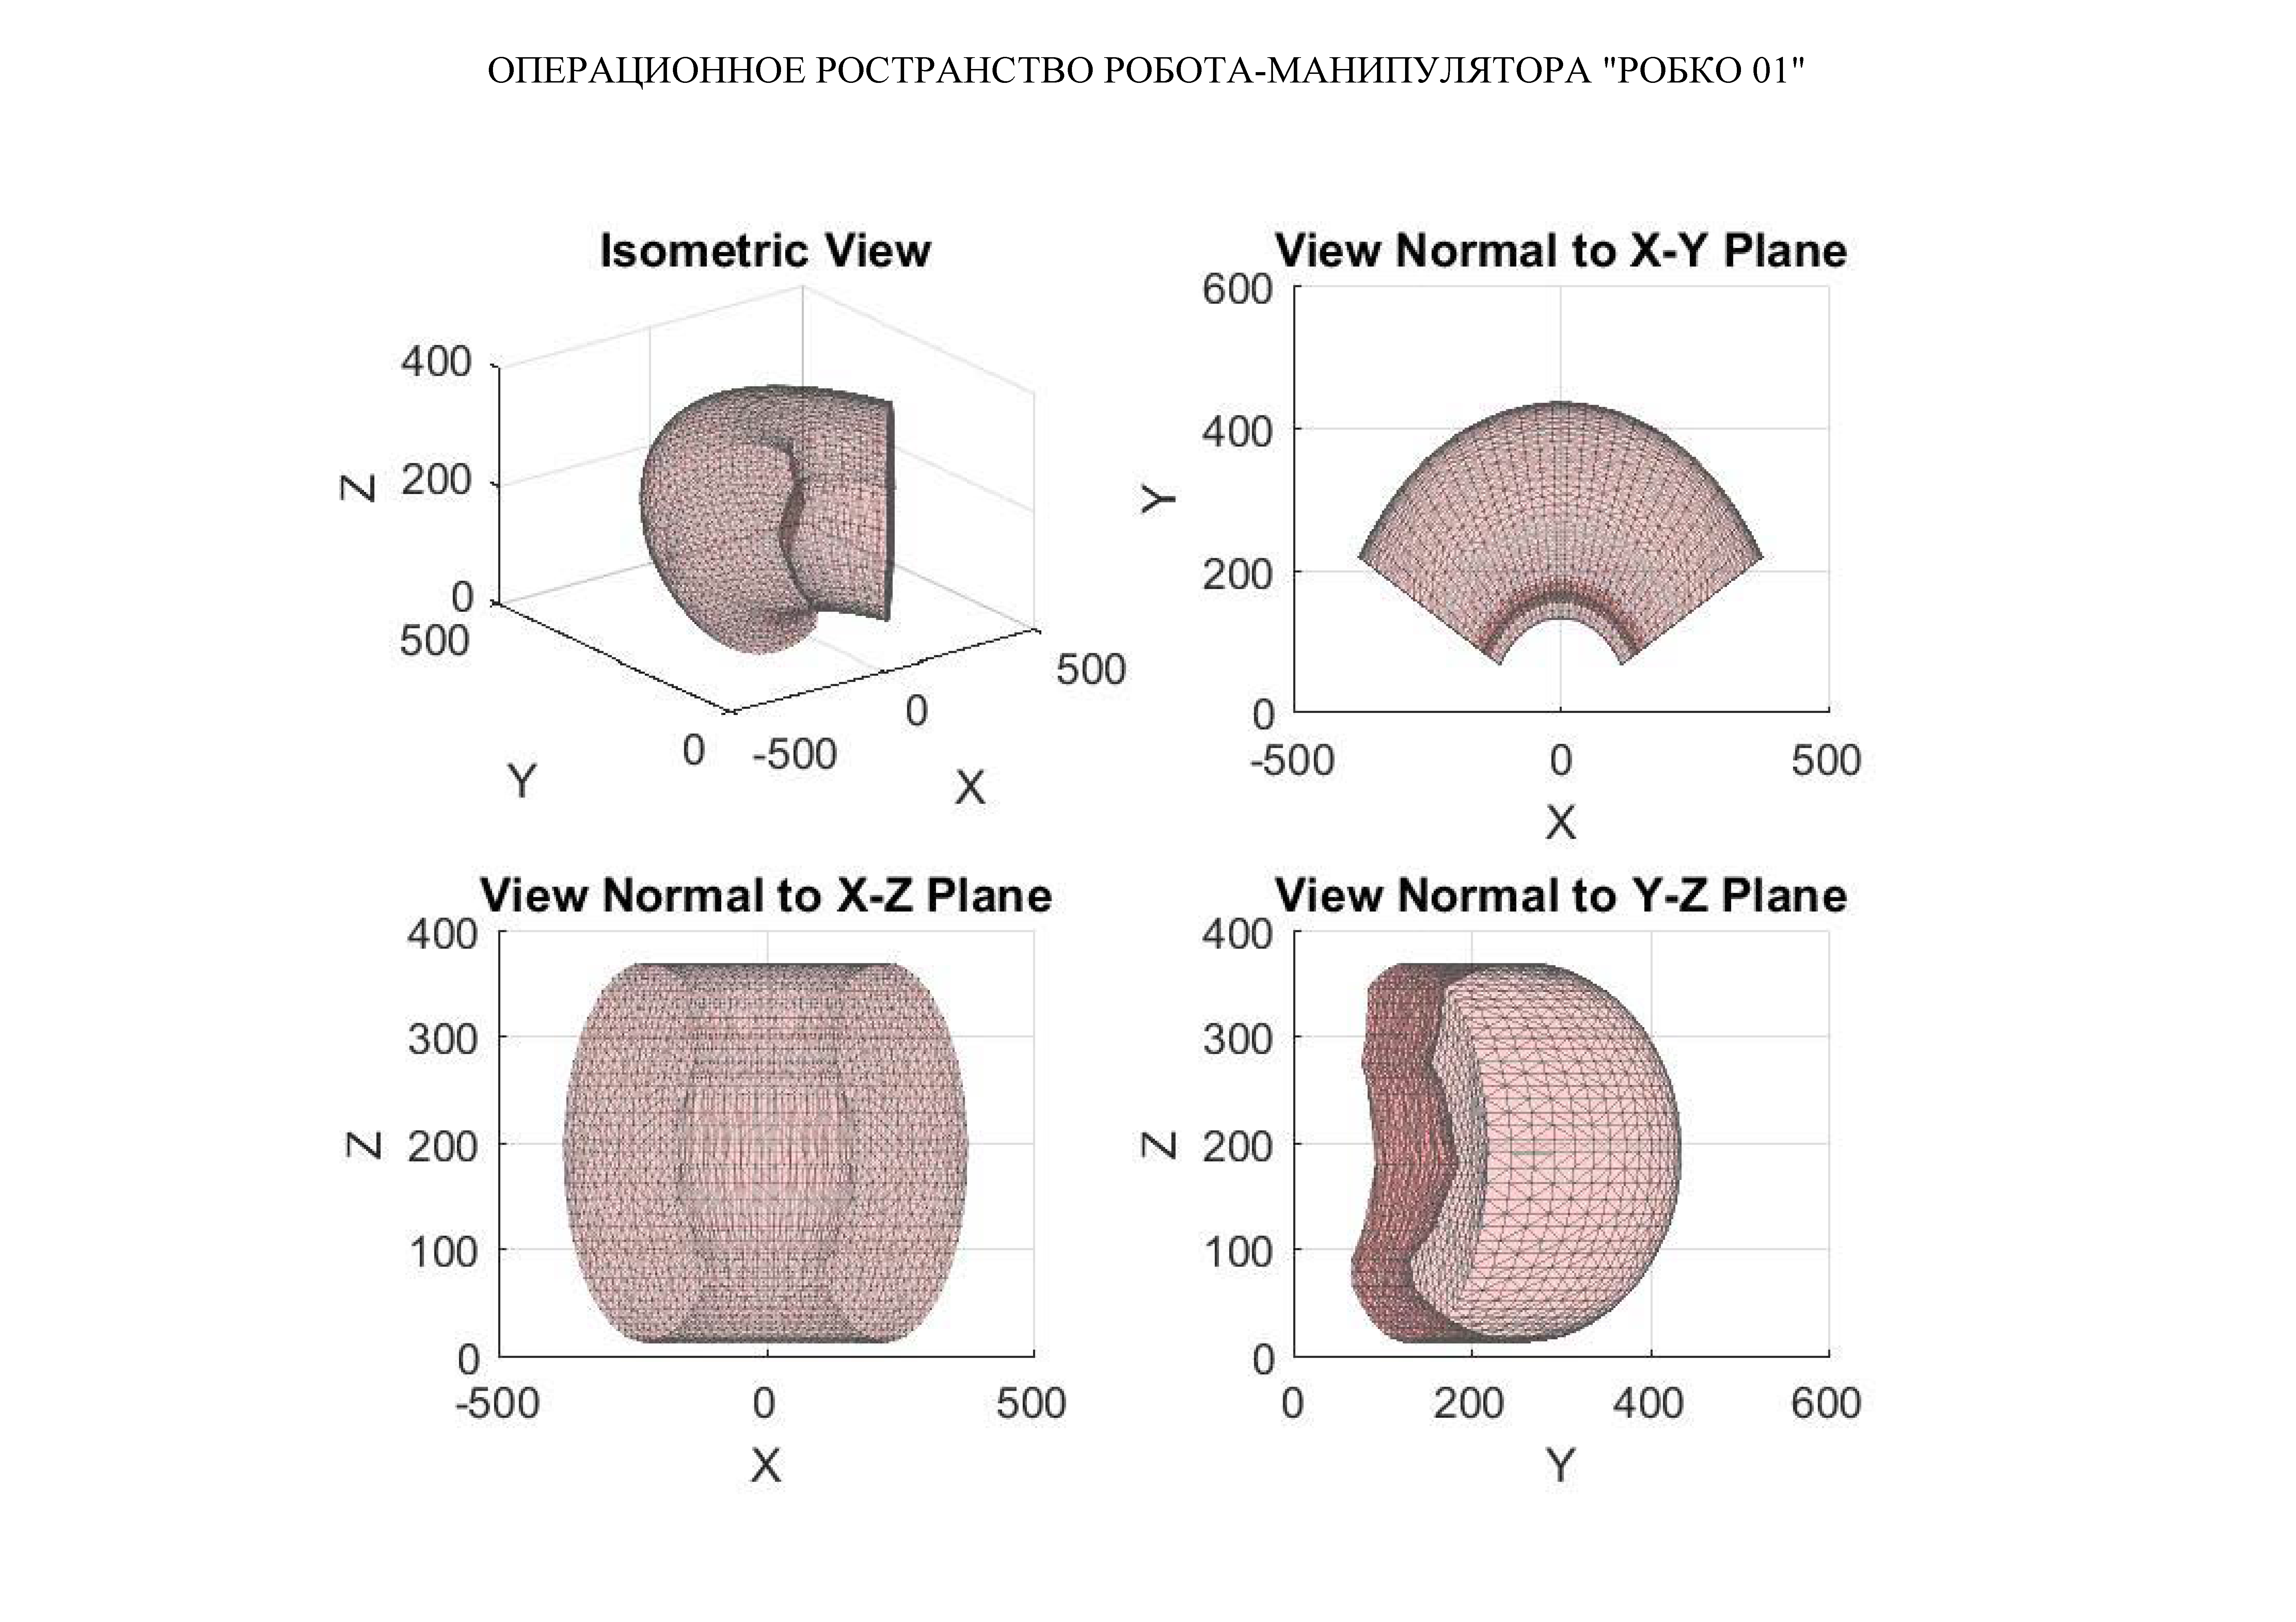 ОПЕРАЦИОННОЕ РОСТРАНСТВО РОБОТА-МАНИПУЛЯТОРА "РОБКО 01"
Isometric View
400
200
0
Z
500
0
Y
-500
0
500
X
View Normal to X-Y Plane
600
400
200
0
Y
-500
0
500
X
View Normal to X-Z Plane
400
300
200
100
0
Z
-500
0
500
X
View Normal to Y-Z Plane
400
300
200
100
0
Z
0
200
400
600
Y